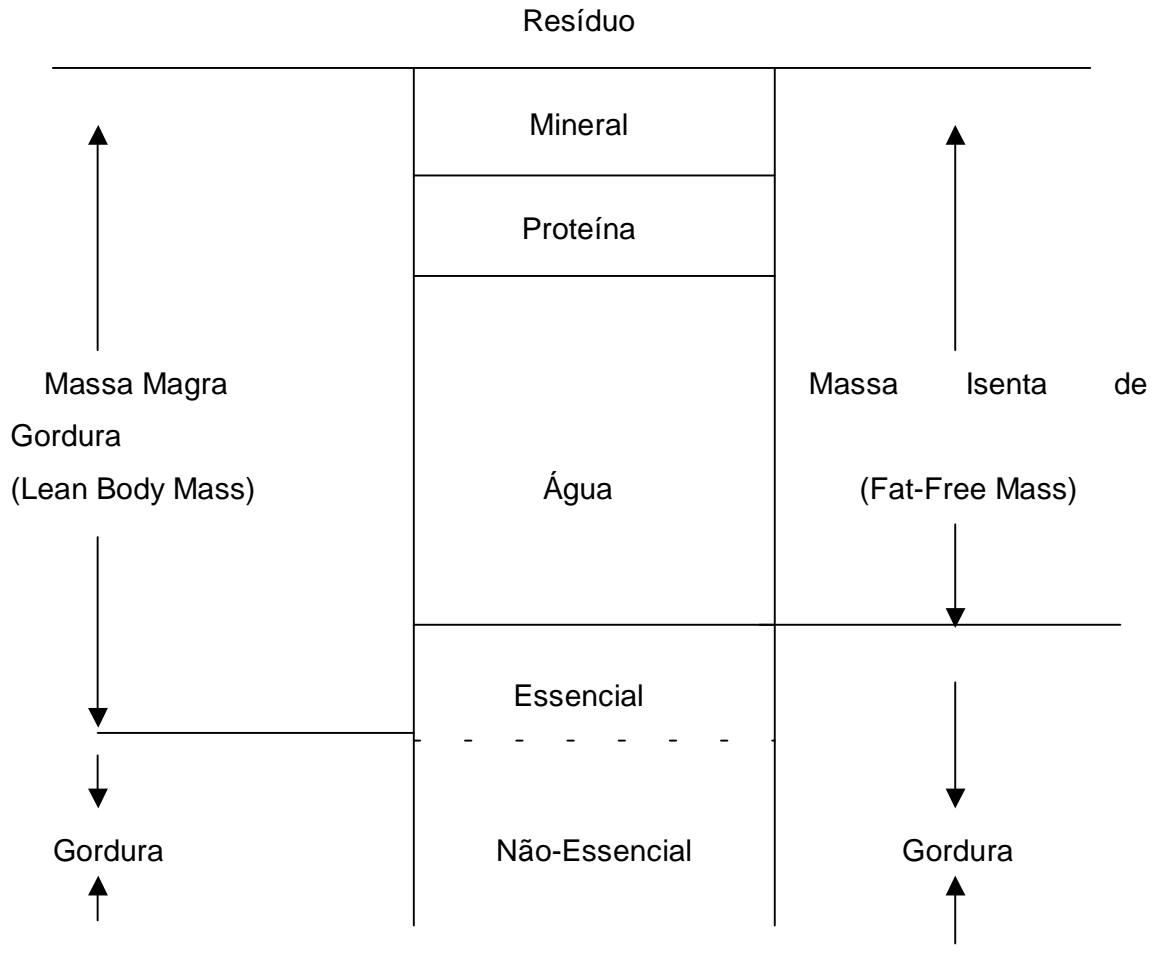 Resíduo
Mineral
Proteína
Massa Magra Massa Isenta de
Gordura
(Lean Body Mass) Água (Fat-Free Mass)
Essencial
Gordura Não-Essencial Gordura